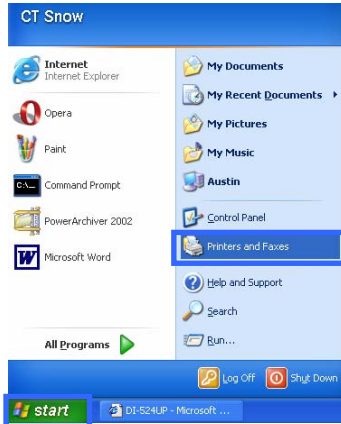 CT Snow
Internet
Internet Explorer
Opera
Paint
C:\_
Command Prompt
PowerArchiver 2002
W
Microsoft Word
All Programs
My Documents
My Recent Documents
My Pictures
My Music
Austin
Control Panel
Printers and Faxes
Help and Support
Search
Run...
Log Off
Shut Down
start
DI-524UP - Microsoft ...